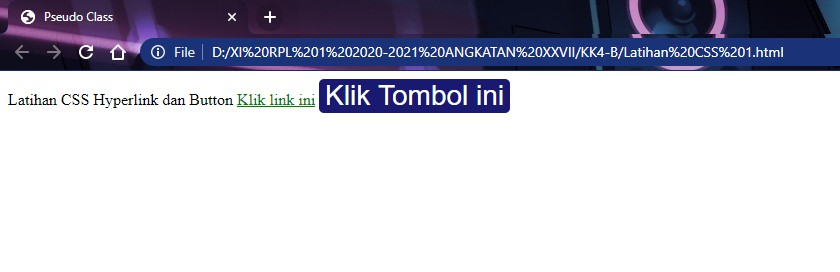 Pseudo Class
File D:/XI%20RPL%201%202020-2021%20ANGKATAN%20XXVII/KK4-B/Latihan%20CSS%201.html
Latihan CSS Hyperlink dan Button Klik link ini Klik Tombol ini